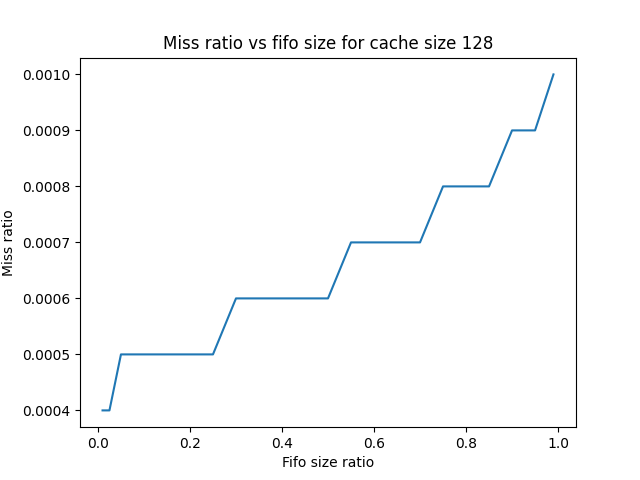 Miss ratio vs fifo size for cache size 128
0.0010
0.0009
0.0008
0.0007
0.0006
0.0005
0.0004
Miss ratio
0.0 0.2 0.4 0.6 0.8 1.0
Fifo size ratio